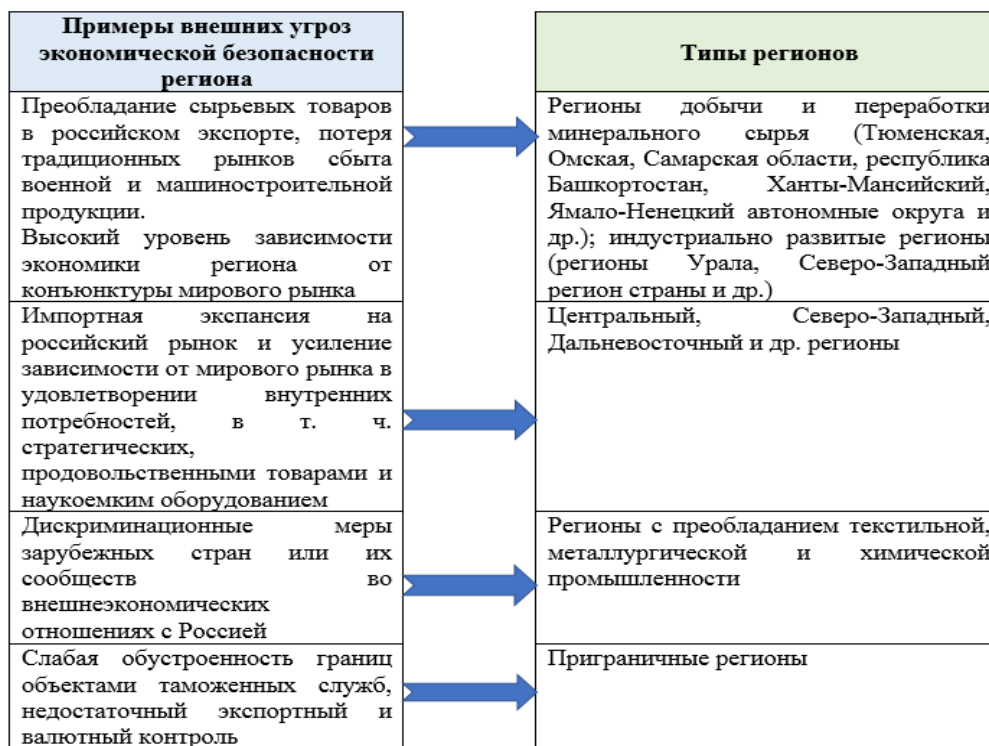 Примеры внешних угроз
экономической безопасности
региона
Типы регионов
Преобладание сырьевых товаров
в российском экспорте, потеря
традиционных рынков сбыта
военной и машиностроительной
продукции.
Высокий уровень зависимости
экономики региона от
конъюнктуры мирового рынка
Регионы добычи и переработки
минерального сырья (Тюменская,
Омская, Самарская области, республика
Башкортостан, Ханты-Мансийский,
Ямало-Ненецкий автономные округа и
др.); индустриально развитые регионы
(регионы Урала, Северо-Западный
регион страны и др.)
Импортная экспансия на
российский рынок и усиление
зависимости от мирового рынка в
удовлетворении внутренних
потребностей, в т. ч.
стратегических,
продовольственными товарами и
наукоемким оборудованием
Центральный, Северо-Западный,
Дальневосточный и др. регионы
Дискриминационные меры
зарубежных стран или их
сообществ во
внешнеэкономических
отношениях с Россией
Регионы с преобладанием текстильной,
металлургической и химической
промышленности
Слабая обустроенность границ
объектами таможенных служб,
недостаточный экспортный и
валютный контроль
Приграничные регионы